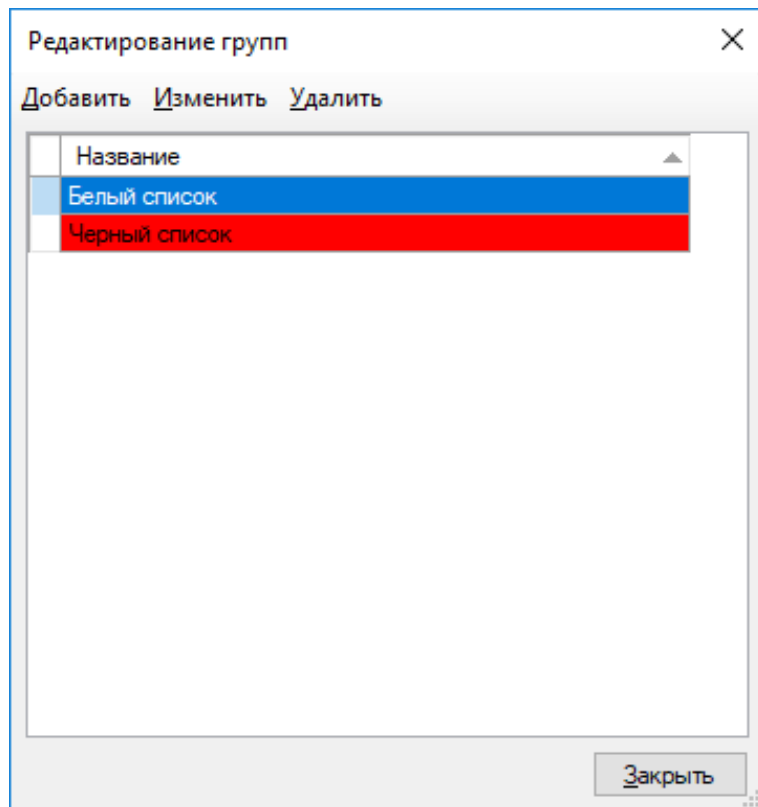 Редактирование групп
Добавить Изменить Удалить
Название
Белый список
Черный список
Закрыть